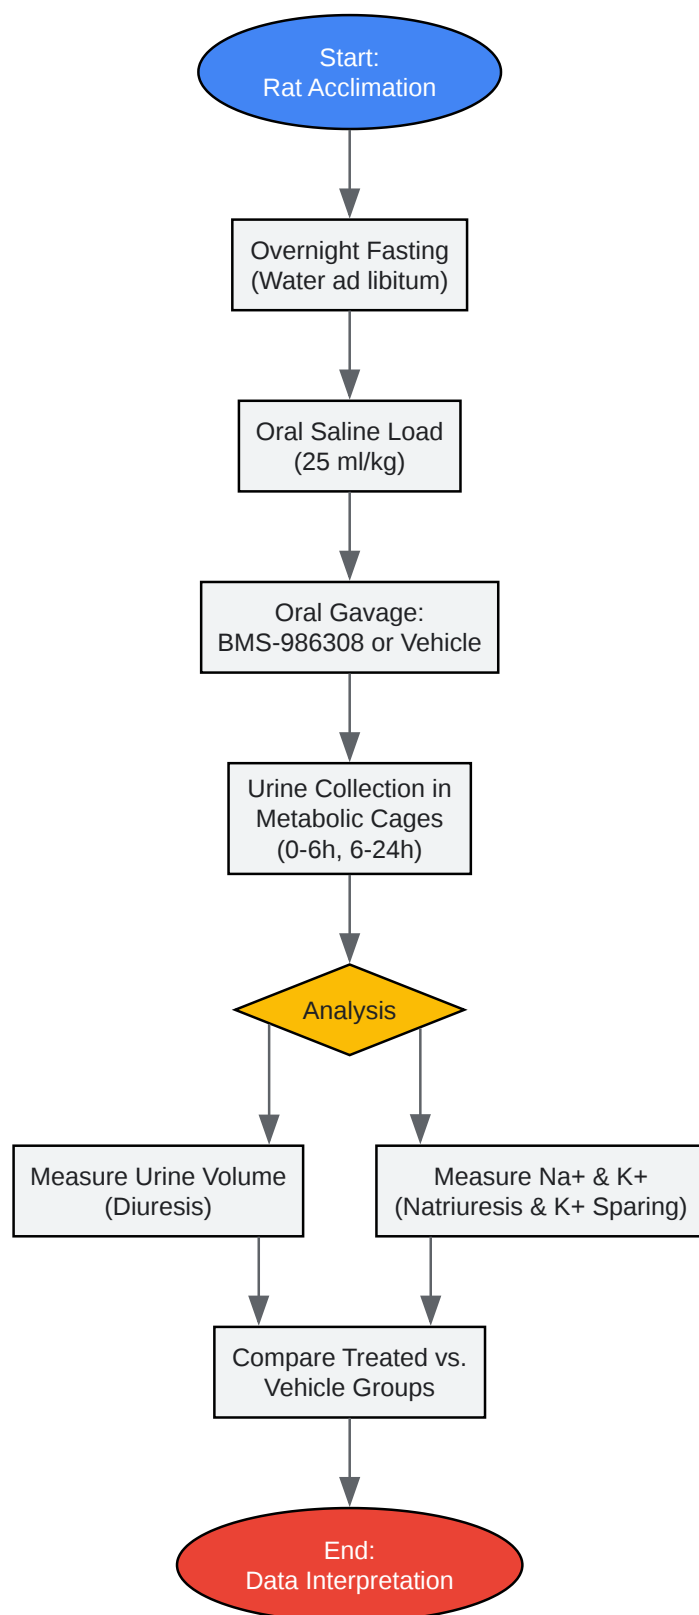 Start:
Rat Acclimation
Overnight Fasting
(Water ad libitum)
Oral Saline Load
(25 ml/kg)
Oral Gavage:
BMS-986308 or Vehicle
Urine Collection in
Metabolic Cages
(0-6h, 6-24h)
Analysis
Measure Urine Volume
(Diuresis)
Measure Na+ & K+
(Natriuresis & K+ Sparing)
Compare Treated vs.
Vehicle Groups
End:
Data Interpretation